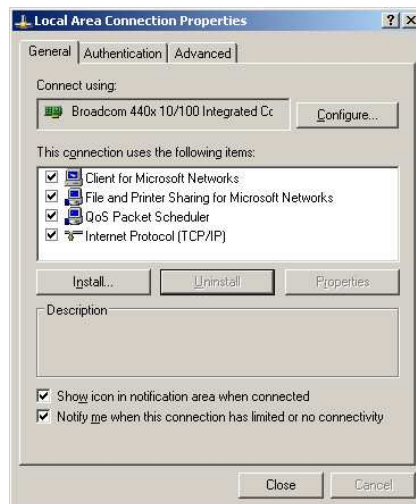 Local Area Connection Properties
General Authentication Advanced
Connect using:
Broadcom 440x 10/100 Integrated Cc
Configure...
This connection uses the following items:
Client for Microsoft Networks
File and Printer Sharing for Microsoft Networks
QoS Packet Scheduler
Internet Protocol (TCP/IP)
Install... Uninstall Properties
Description
Show icon in notification area when connected
Notify me when this connection has limited or no connectivity
Close Cancel